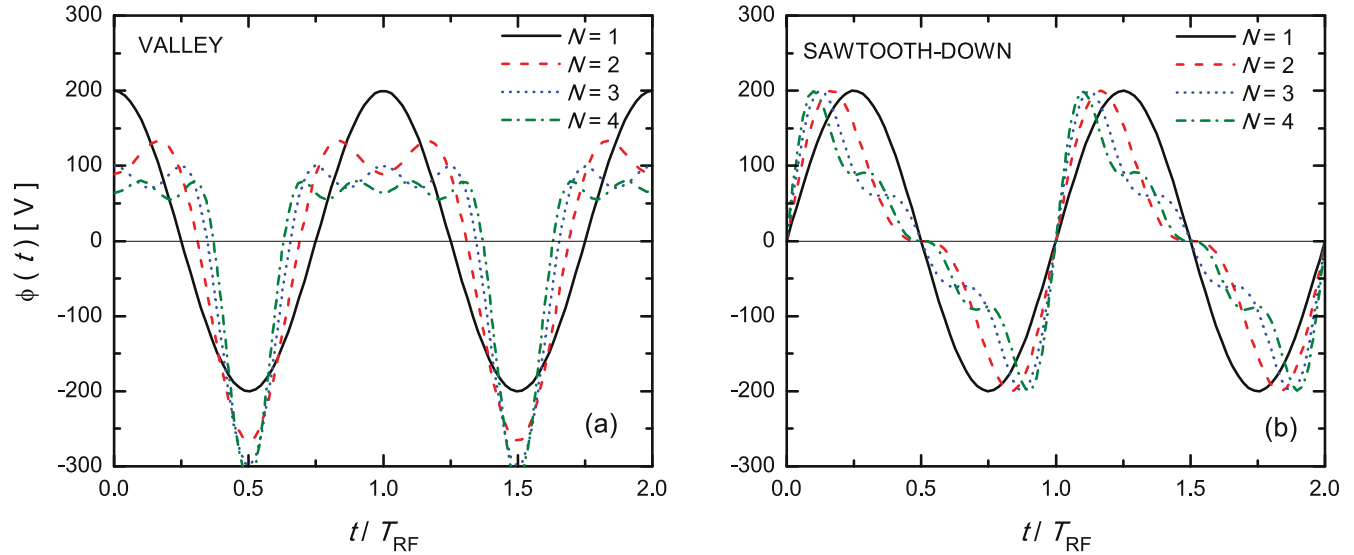 300
200
100
0
-100
-200
-300
0.0
0.5
1.0
1.5
2.0
ϕ ( t ) [ V ]
t / T_RF
VALLEY
N = 1
N = 2
N = 3
N = 4
(a)
300
200
100
0
-100
-200
-300
0.0
0.5
1.0
1.5
2.0
t / T_RF
SAWTOOTH-DOWN
N = 1
N = 2
N = 3
N = 4
(b)